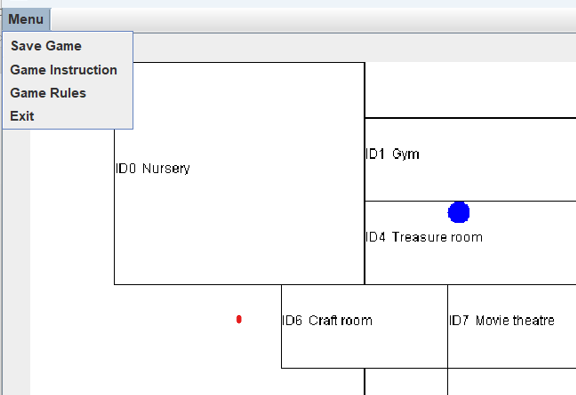 Menu
Save Game
Game Instruction
Game Rules
Exit
ID0 Nursery
ID1 Gym
ID4 Treasure room
ID6 Craft room
ID7 Movie theatre